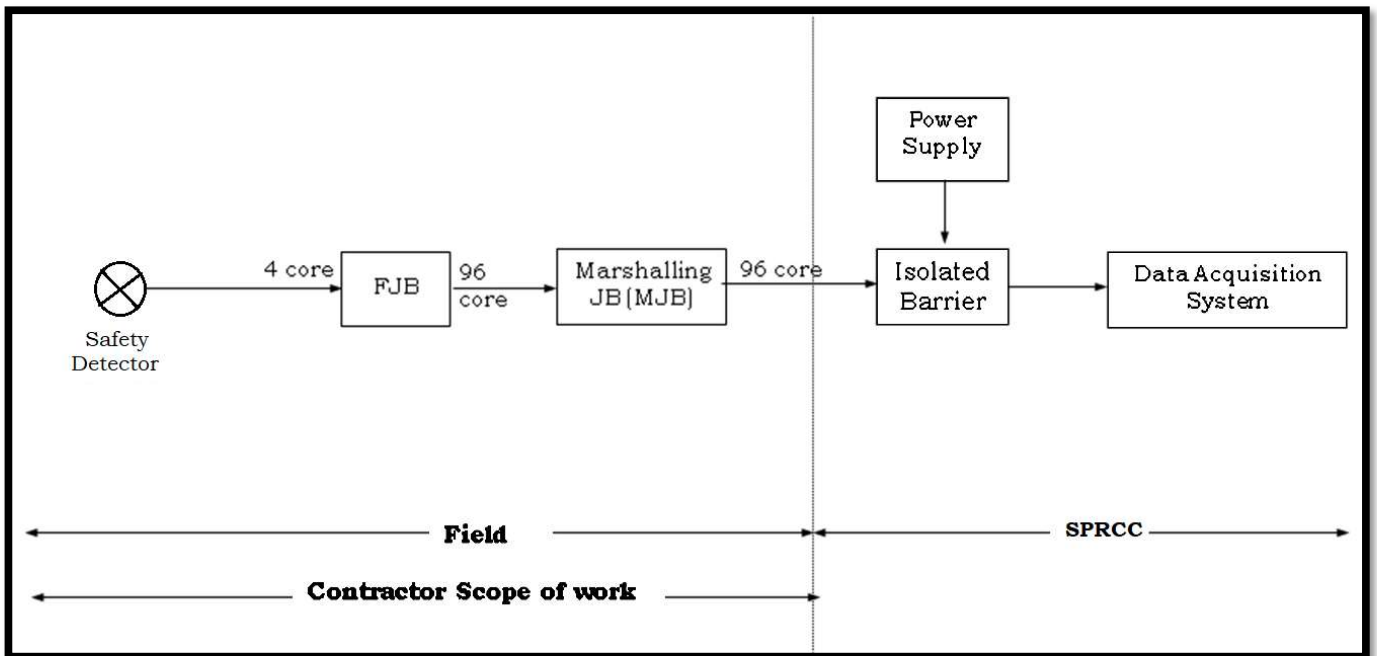 Power
Supply
4 core
FJB
96
core
Marshalling
JB(MJB)
96 core
Isolated
Barrier
Data Acquisition
System
Safety
Detector
Field
SPRCC
Contractor Scope of work